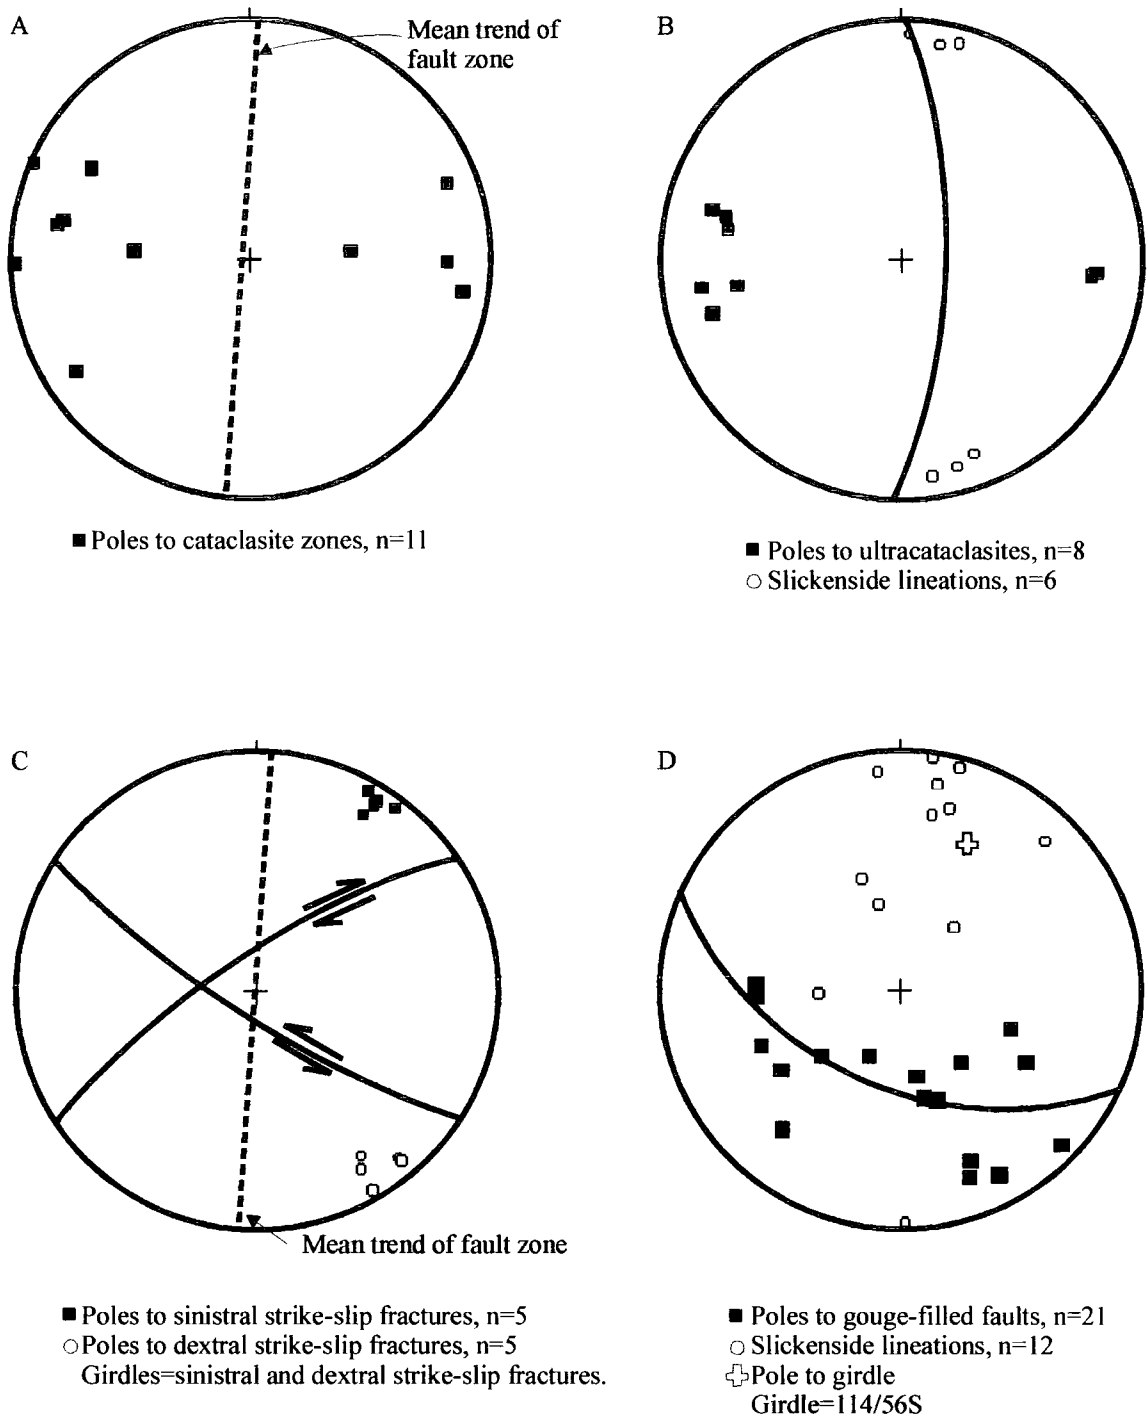 A
Mean trend of
fault zone
■ Poles to cataclasite zones, n=11
B
■ Poles to ultracataclasites, n=8
○ Slickenside lineations, n=6
C
Mean trend of fault zone
■ Poles to sinistral strike-slip fractures, n=5
○ Poles to dextral strike-slip fractures, n=5
Girdles=sinistral and dextral strike-slip fractures.
D
■ Poles to gouge-filled faults, n=21
○ Slickenside lineations, n=12
Pole to girdle
Girdle=114/56S